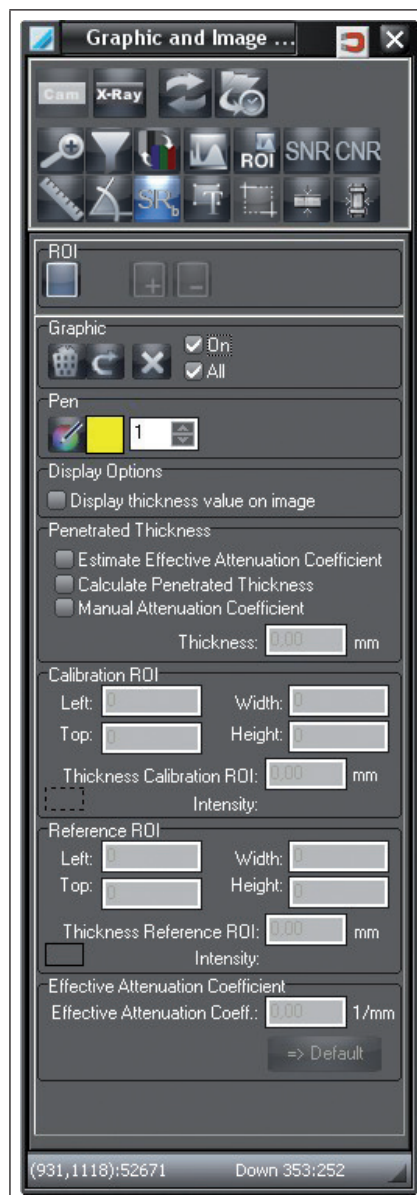 Graphic and Image ...
Cam X-Ray
ROI SNR CNR
SRb T
ROI
Graphic
On
All
Pen
1
Display Options
Display thickness value on image
Penetrated Thickness
Estimate Effective Attenuation Coefficient
Calculate Penetrated Thickness
Manual Attenuation Coefficient
Thickness: 0,00 mm
Calibration ROI
Left: 0 Width: 0
Top: 0 Height: 0
Thickness Calibration ROI: 0,00 mm
Intensity:
Reference ROI
Left: 0 Width: 0
Top: 0 Height: 0
Thickness Reference ROI: 0,00 mm
Intensity:
Effective Attenuation Coefficient
Effective Attenuation Coeff.: 0,00 1/mm
=> Default
(931,1118):52671 Down 353:252